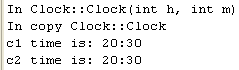 In Clock::Clock(int h, int m)
In copy Clock::Clock
c1 time is: 20:30
c2 time is: 20:30